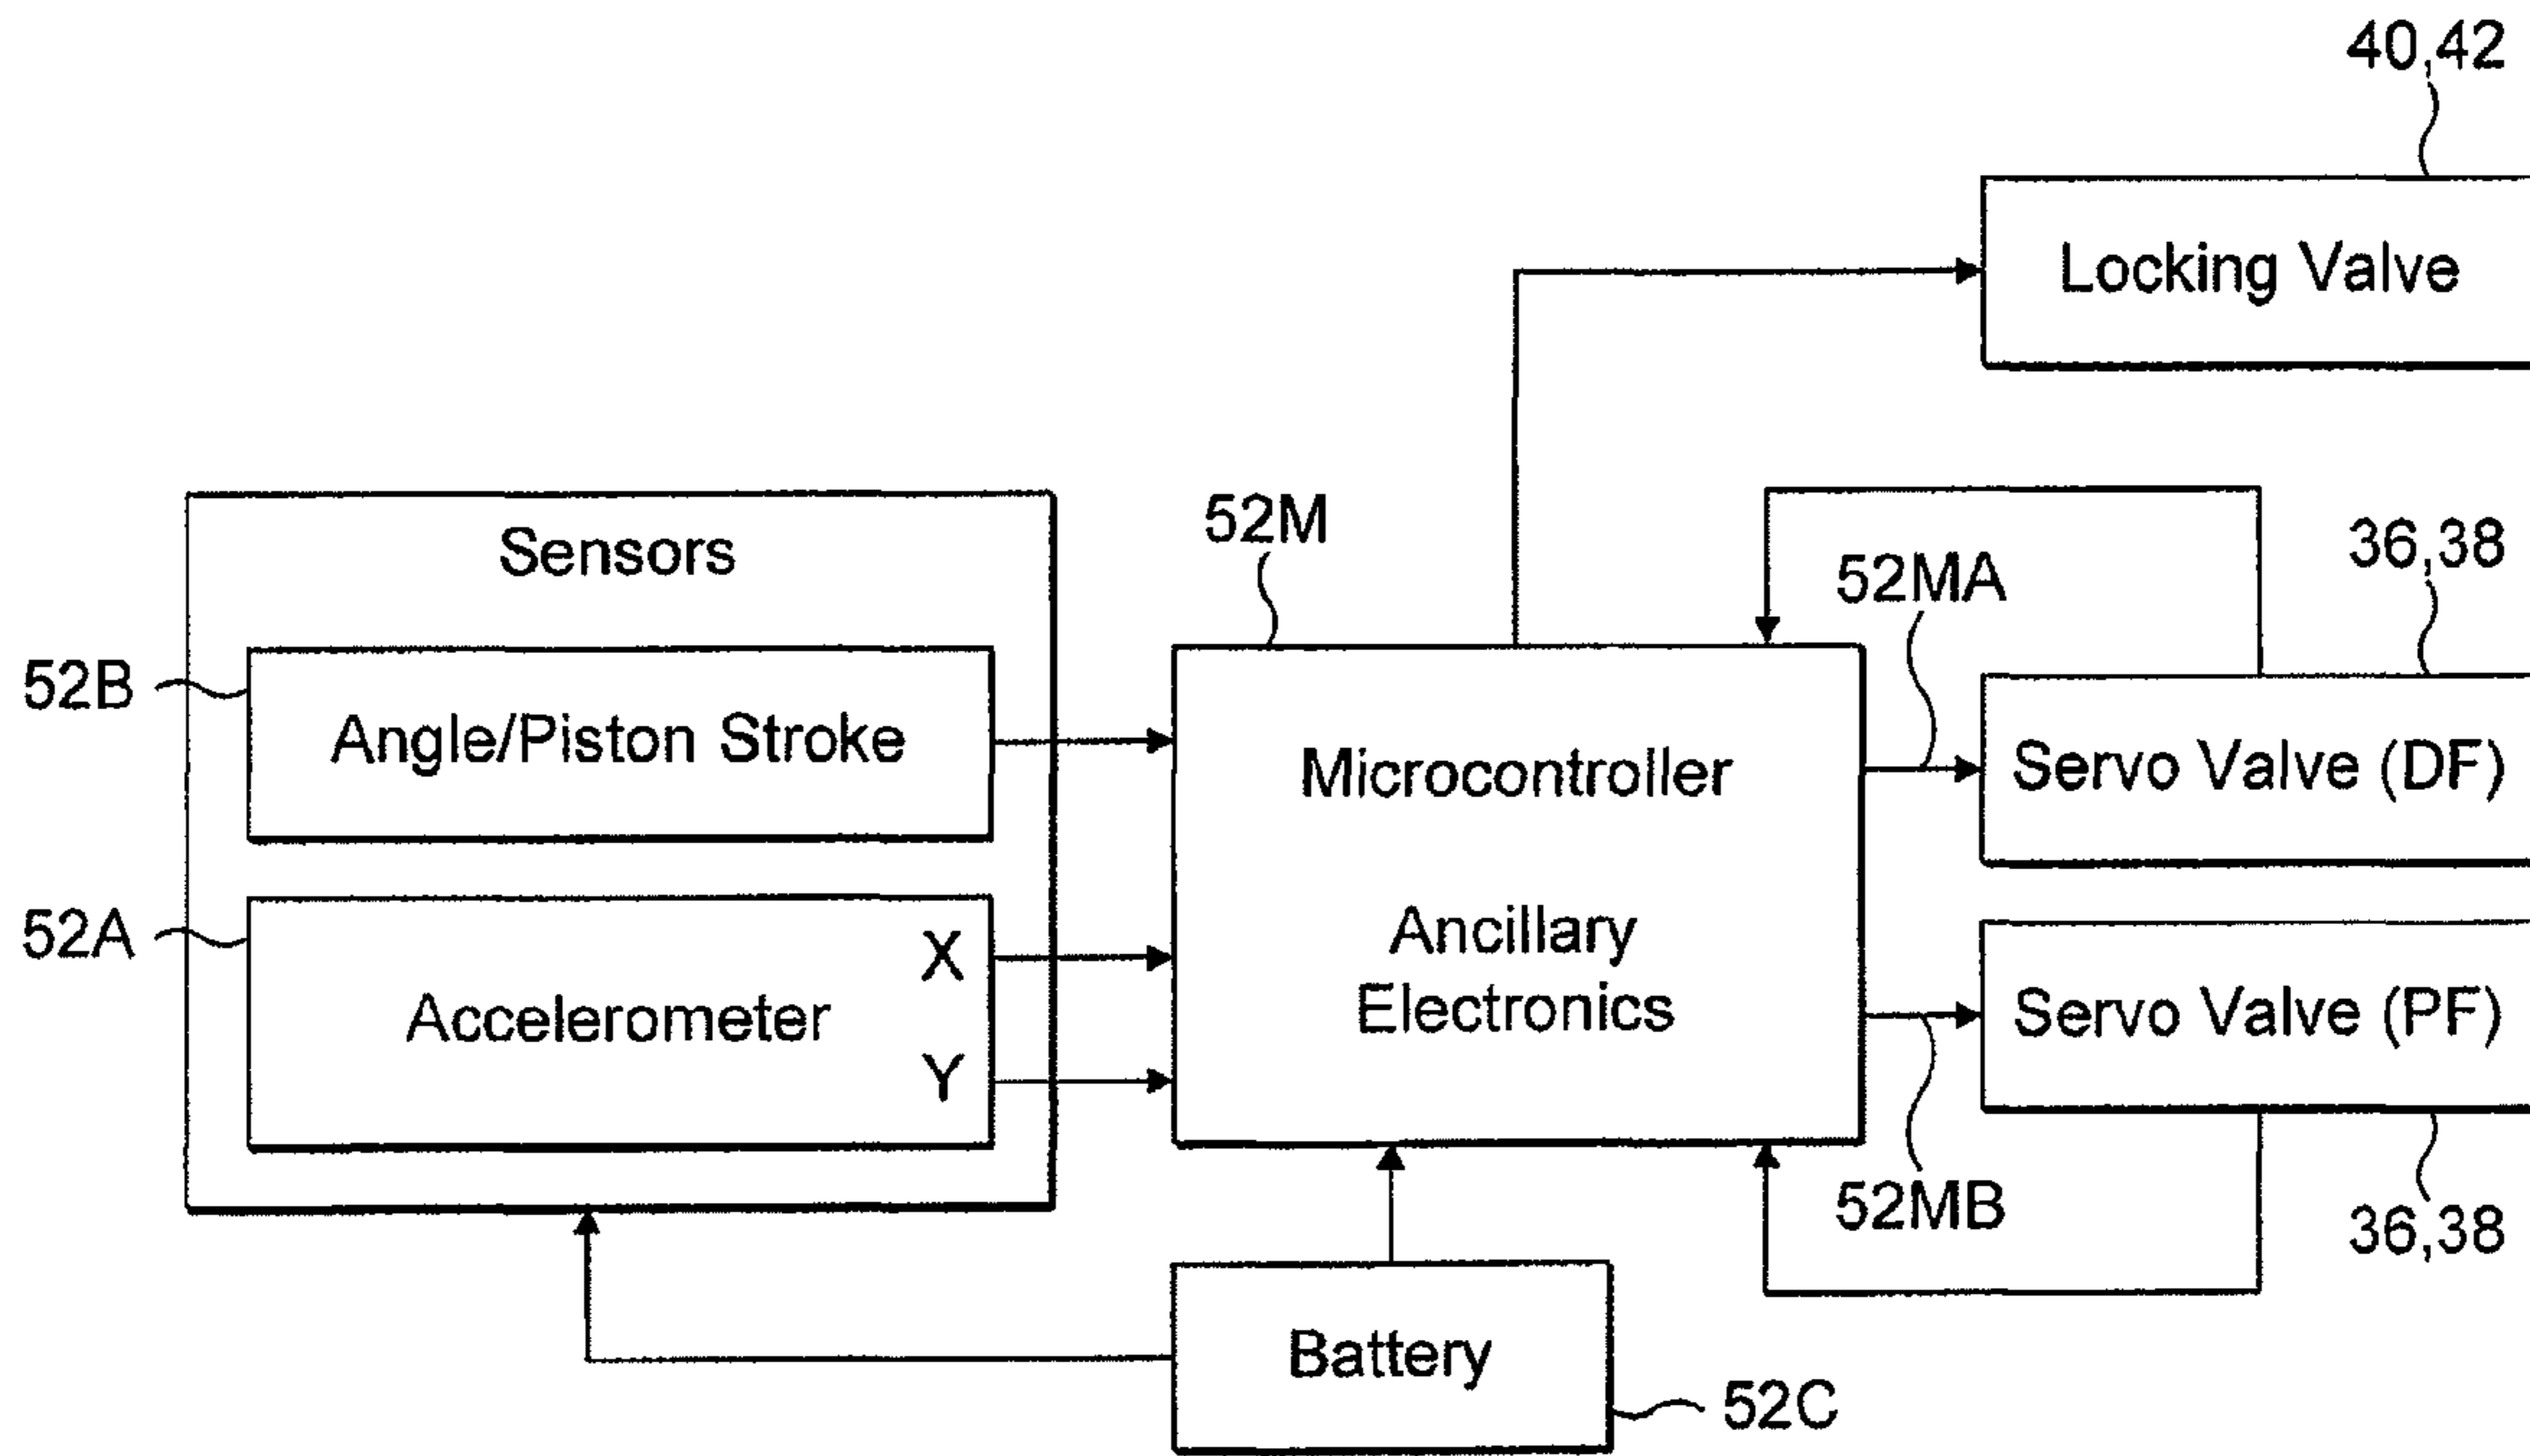 40,42
Locking Valve
Sensors
52M
52MA
36,38
52B
Angle/Piston Stroke
Microcontroller
Servo Valve (DF)
52A
X
Accelerometer
Y
Ancillary
Electronics
Servo Valve (PF)
52MB
36,38
Battery
52C